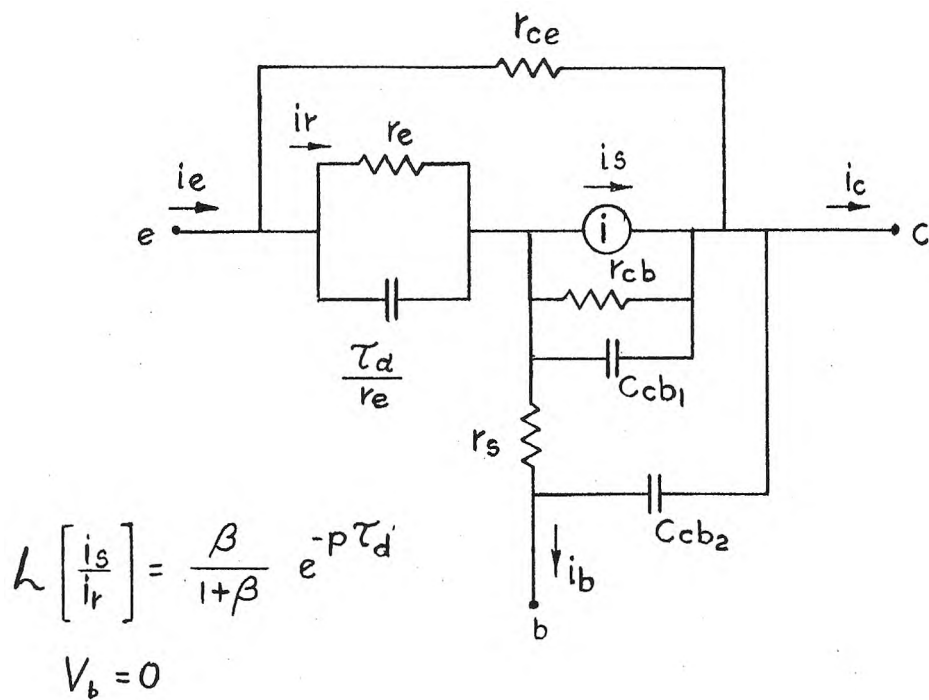 rce
ir
re
is
ie
ic
e
i
c
rcb
τd
re
Ccb1
rs
Ccb2
L [is/ir] = β/(1+β) e^-pτd
ib
b
Vb = 0